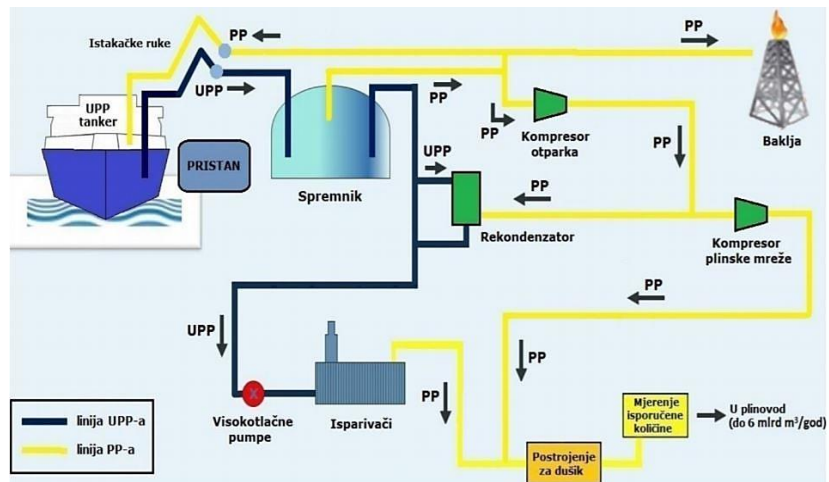 Istakačke ruke
PP
PP
UPP
tanker
UPP
PP
PP
Kompresor
otparka
PP
Baklja
PRISTAN
Spremnik
UPP
PP
Rekondenzator
Kompresor
plinske mreže
PP
UPP
PP
PP
Visokotlačne
pumpe
Isparivači
linija UPP-a
linija PP-a
Postrojenje
za dušik
Mjerenje
isporučene
količine
U plinovod
(do 6 mlrd m³/god)
X